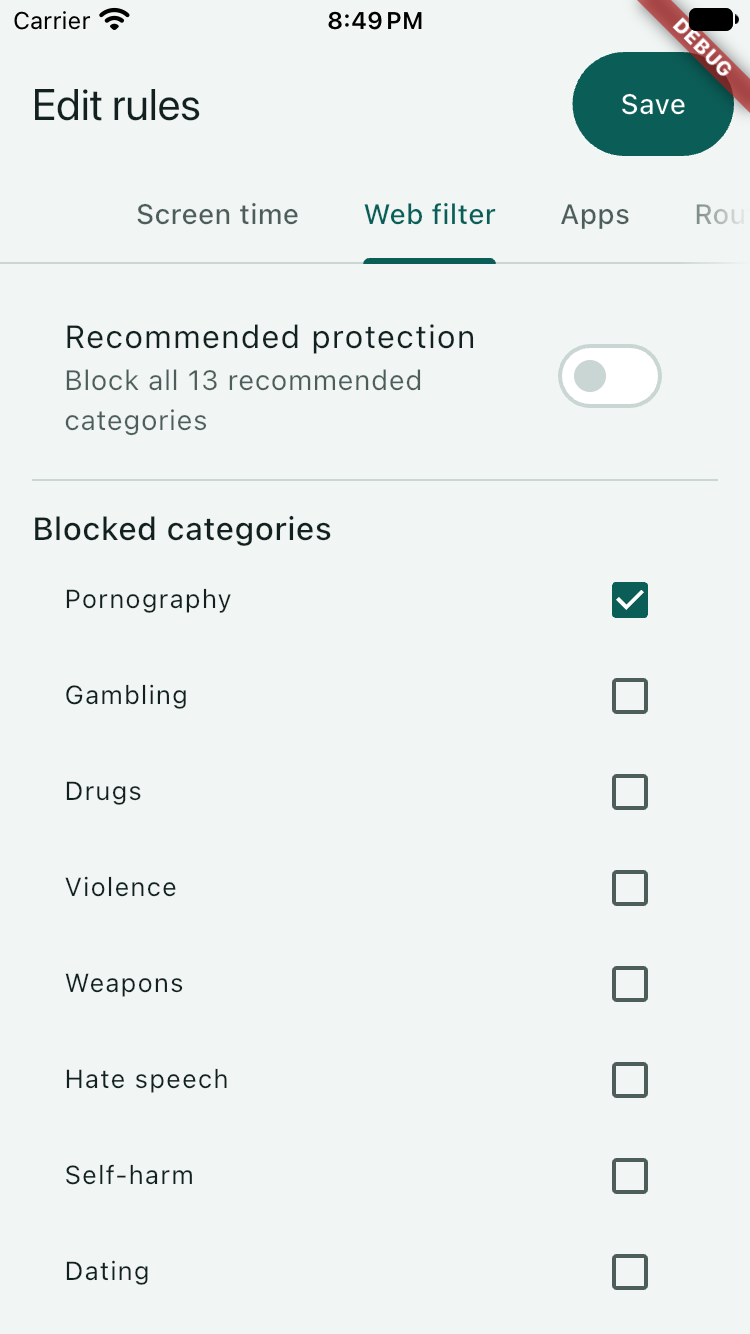 Carrier 8:49 PM
DEBUG
Edit rules
Save
Screen time Web filter Apps Rou
Recommended protection
Block all 13 recommended
categories
Blocked categories
Pornography
Gambling
Drugs
Violence
Weapons
Hate speech
Self-harm
Dating